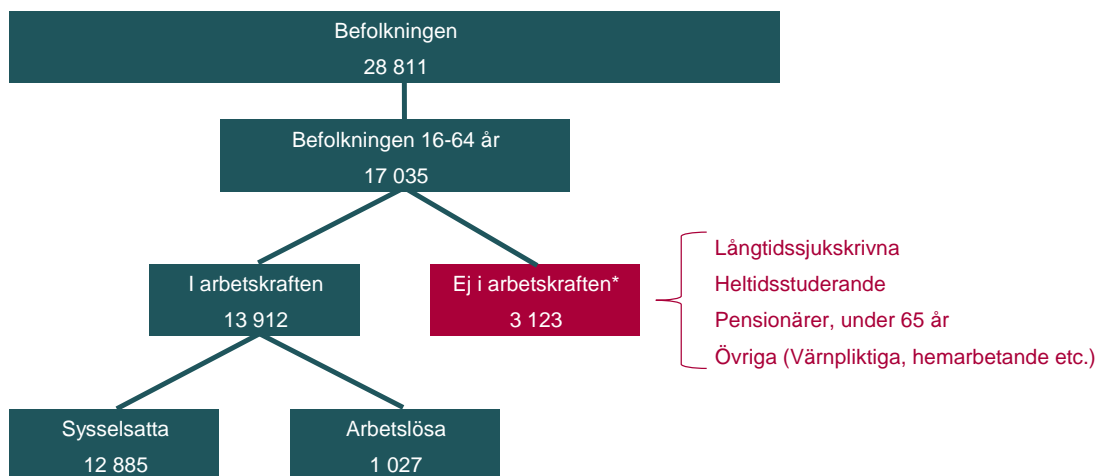 Befolkningen
28 811
Befolkningen 16-64 år
17 035
I arbetskraften
13 912
Ej i arbetskraften*
3 123
Långtidssjukskrivna
Heltidsstuderande
Pensionärer, under 65 år
Övriga (Värnpliktiga, hemarbetande etc.)
Sysselsatta
12 885
Arbetslösa
1 027